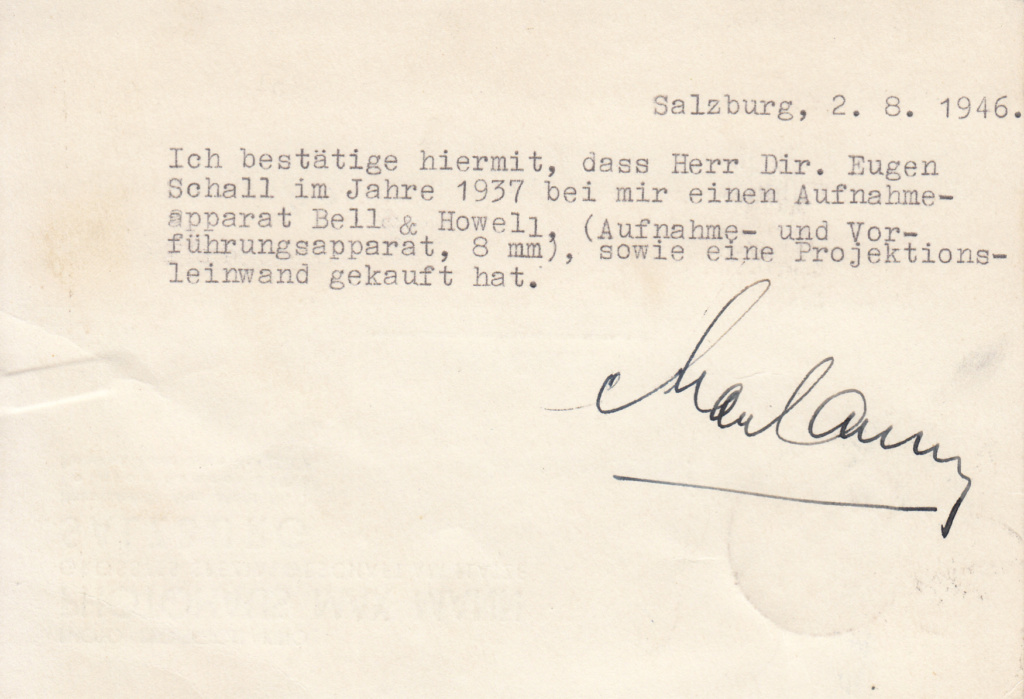 Salzburg, 2. 8. 1946.
Ich bestätige hiermit, dass Herr Dir. Eugen
Schall im Jahre 1937 bei mir einen Aufnahme-
apparat Bell & Howell, (Aufnahme- und Vor-
führungsapparat, 8 mm), sowie eine Projektions-
leinwand gekauft hat.